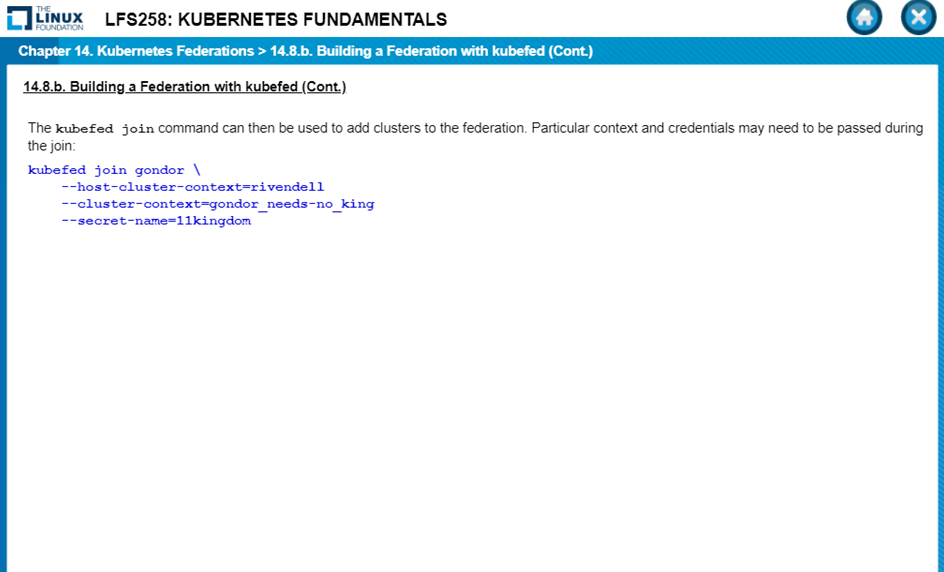 THE
LINUX
FOUNDATION
LFS258: KUBERNETES FUNDAMENTALS
Chapter 14. Kubernetes Federations > 14.8.b. Building a Federation with kubefed (Cont.)
14.8.b. Building a Federation with kubefed (Cont.)
The kubefed join command can then be used to add clusters to the federation. Particular context and credentials may need to be passed during
the join:
kubefed join gondor \
--host-cluster-context=rivendell
--cluster-context=gondor_needs-no_king
--secret-name=11kingdom